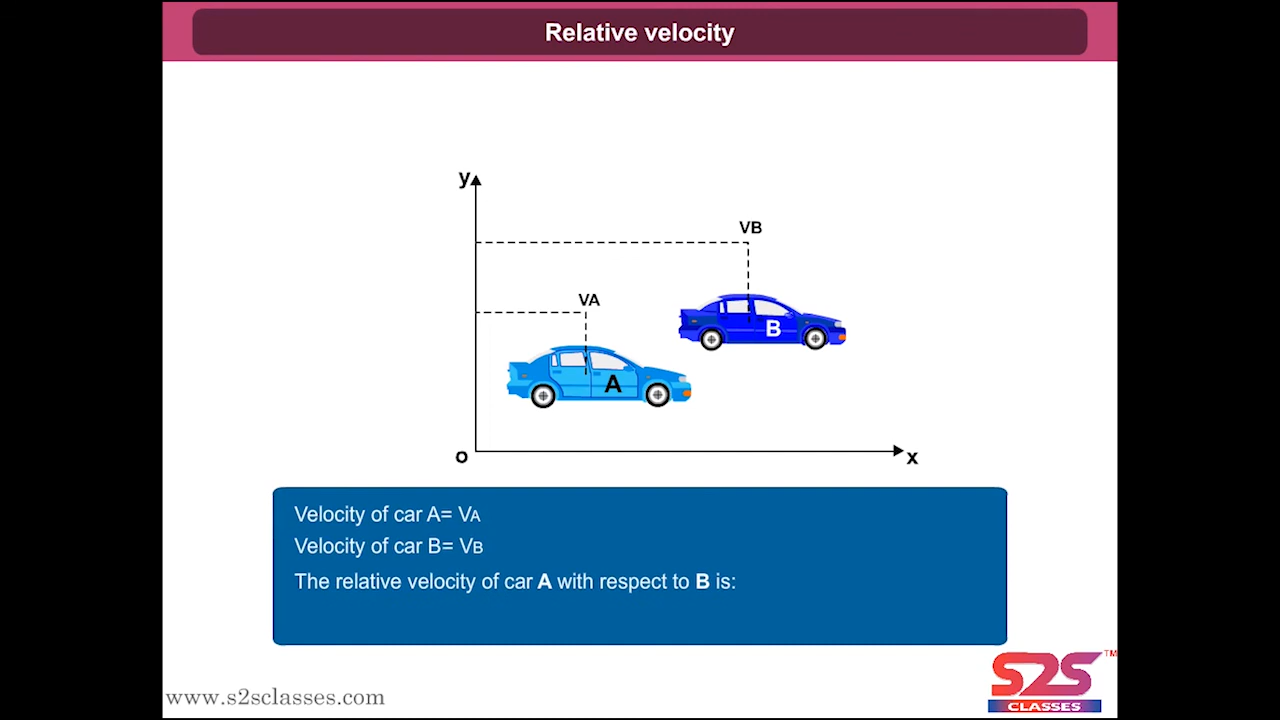 Relative velocity
y
VB
VA
B
A
o
x
Velocity of car A= VA
Velocity of car B= VB
The relative velocity of car A with respect to B is:
www.s2sclasses.com
S2S
TM
CLASSES